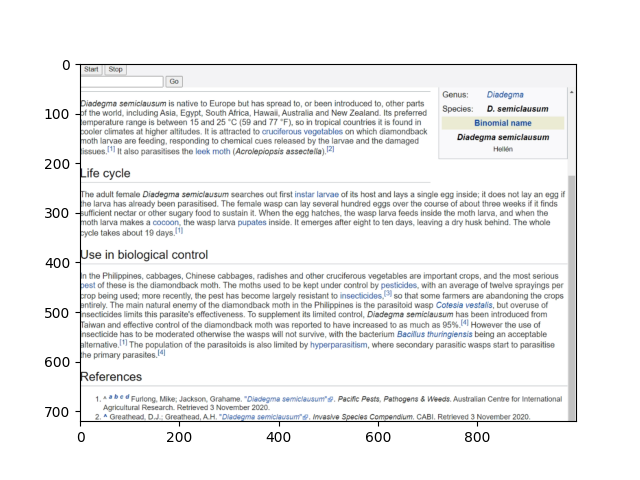 Start Stop
Go
Diadegma semiclausum is native to Europe but has spread to, or been introduced to, other parts
of the world, including Asia, Egypt, South Africa, Hawaii, Australia and New Zealand. Its preferred
temperature range is between 15 and 25 °C (59 and 77 °F), so in tropical countries it is found in
cooler climates at higher altitudes. It is attracted to cruciferous vegetables on which diamondback
moth larvae are feeding, responding to chemical cues released by the larvae and the damaged
tissues.[1] It also parasitises the leek moth (Acrolepiopsis assectella).[2]
Genus: Diadegma
Species: D. semiclausum
Binomial name
Diadegma semiclausum
Hellén
Life cycle
The adult female Diadegma semiclausum searches out first instar larvae of its host and lays a single egg inside; it does not lay an egg if
the larva has already been parasitised. The female wasp can lay several hundred eggs over the course of about three weeks if it finds
sufficient nectar or other sugary food to sustain it. When the egg hatches, the wasp larva feeds inside the moth larva, and when the
moth larva makes a cocoon, the wasp larva pupates inside. It emerges after eight to ten days, leaving a dry husk behind. The whole
cycle takes about 19 days.[1]
Use in biological control
In the Philippines, cabbages, Chinese cabbages, radishes and other cruciferous vegetables are important crops, and the most serious
pest of these is the diamondback moth. The moths used to be kept under control by pesticides, with an average of twelve sprayings per
crop being used; more recently, the pest has become largely resistant to insecticides,[3] so that some farmers are abandoning the crops
entirely. The main natural enemy of the diamondback moth in the Philippines is the parasitoid wasp Cotesia vestalis, but overuse of
insecticides limits this parasite's effectiveness. To supplement its limited control, Diadegma semiclausum has been introduced from
Taiwan and effective control of the diamondback moth was reported to have increased to as much as 95%.[4] However the use of
insecticide has to be moderated otherwise the wasps will not survive, with the bacterium Bacillus thuringiensis being an acceptable
alternative.[1] The population of the parasitoids is also limited by hyperparasitism, where secondary parasitic wasps start to parasitise
the primary parasites.[4]
References
1. ^ a b c d Furlong, Mike; Jackson, Grahame. "Diadegma semiclausum". Pacific Pests, Pathogens & Weeds. Australian Centre for International
Agricultural Research. Retrieved 3 November 2020.
2. ^ Greathead, D.J.; Greathead, A.H. "Diadegma semiclausum". Invasive Species Compendium. CABI. Retrieved 3 November 2020.
0
100
200
300
400
500
600
700
0 200 400 600 800